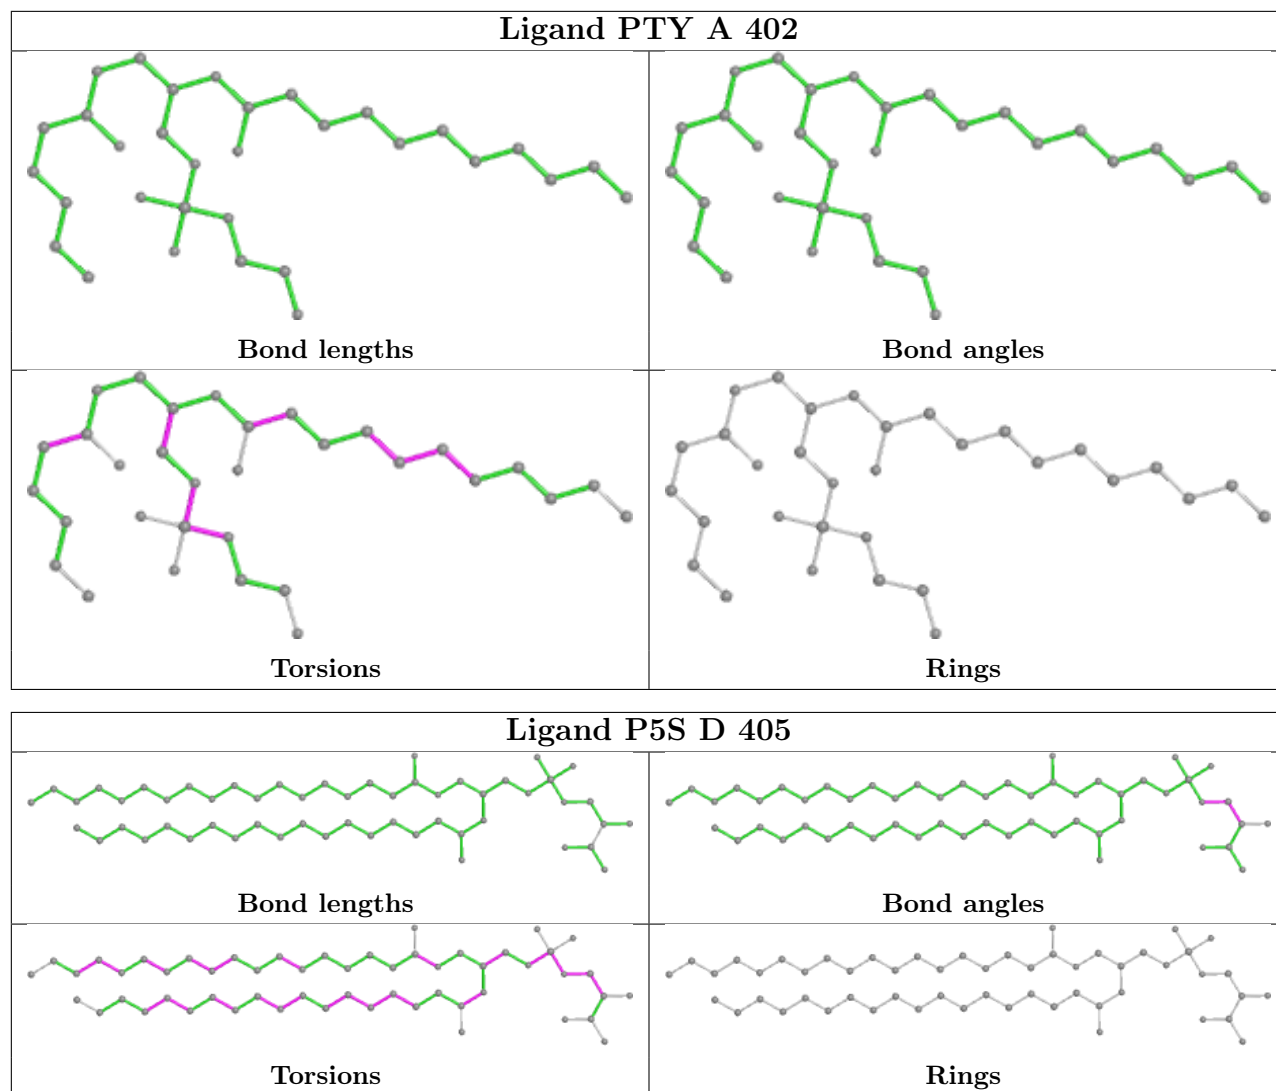 Ligand PTY A 402
Bond lengths
Bond angles
Torsions
Rings
Ligand P5S D 405
Bond lengths
Bond angles
Torsions
Rings